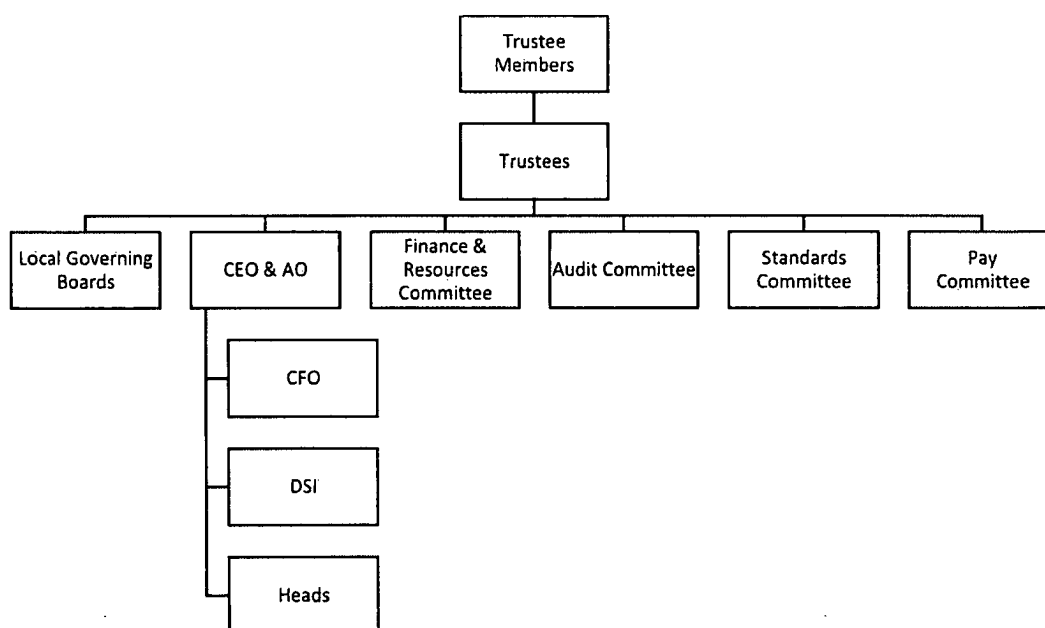 Trustee
Members
Trustees
Local Governing
Boards
CEO & AO
Finance &
Resources
Committee
Audit Committee
Standards
Committee
Pay
Committee
CFO
DSI
Heads